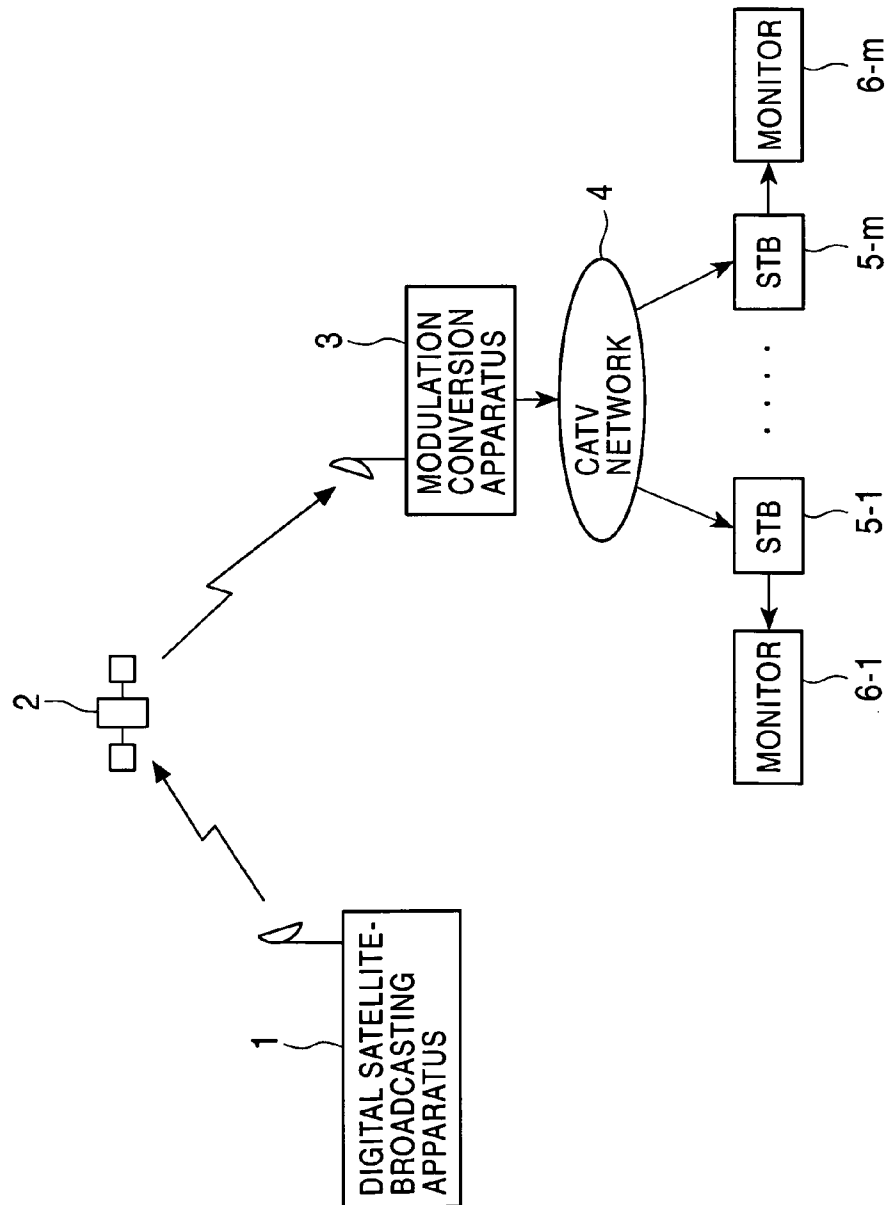 2
1
DIGITAL SATELLITE-
BROADCASTING
APPARATUS
3
MODULATION
CONVERSION
APPARATUS
4
CATV
NETWORK
MONITOR
STB
. . . .
STB
MONITOR
6-1
5-1
5-m
6-m